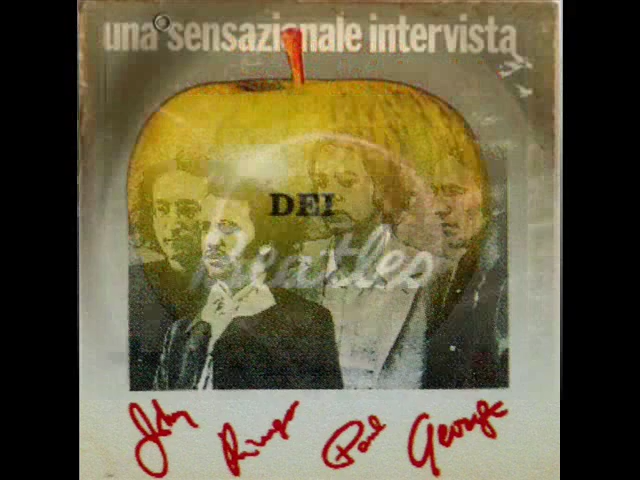 una sensazionale intervista
DEI
Beatles
John Ringo Paul George